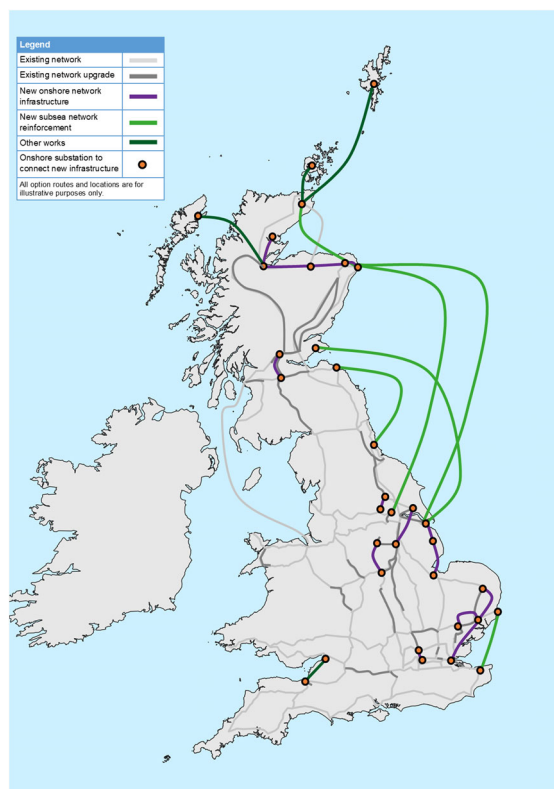 Legend
Existing network
Existing network upgrade
New onshore network
infrastructure
New subsea network
reinforcement
Other works
Onshore substation to
connect new infrastructure
All option routes and locations are for
illustrative purposes only.